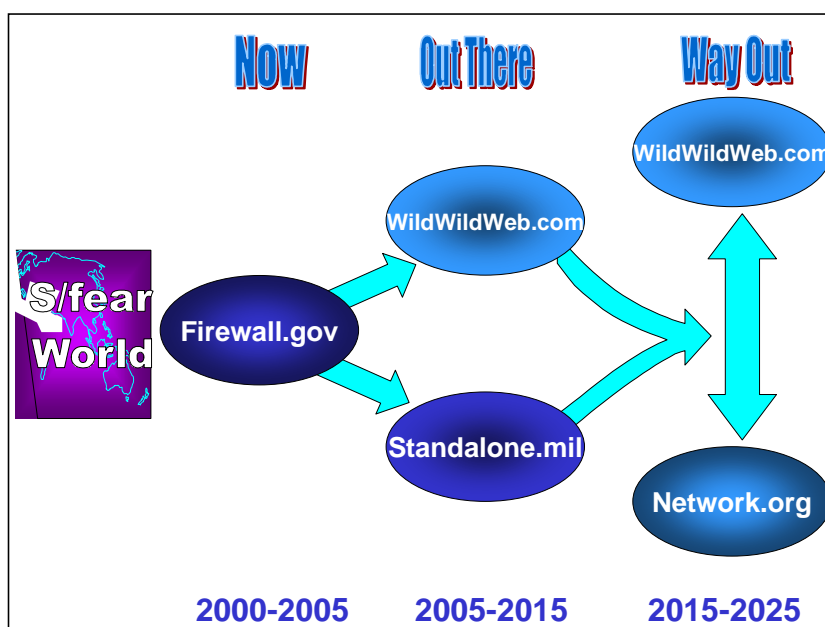 Now
Out There
Way Out
WildWildWeb.com
WildWildWeb.com
S/fear
World
Firewall.gov
Standalone.mil
Network.org
2000-2005
2005-2015
2015-2025